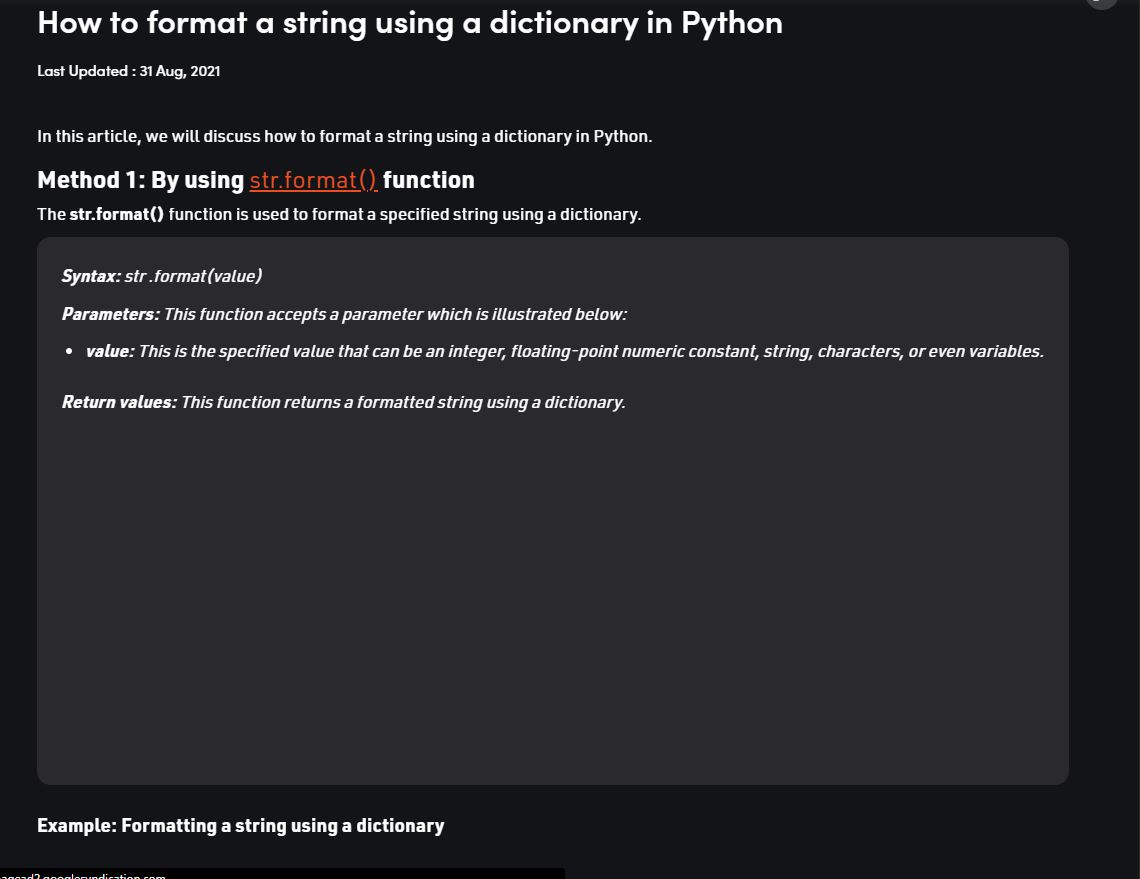 How to format a string using a dictionary in Python
Last Updated : 31 Aug, 2021
In this article, we will discuss how to format a string using a dictionary in Python.
Method 1: By using str.format() function
The str.format() function is used to format a specified string using a dictionary.
Syntax: str .format(value)
Parameters: This function accepts a parameter which is illustrated below:
• value: This is the specified value that can be an integer, floating-point numeric constant, string, characters, or even variables.
Return values: This function returns a formatted string using a dictionary.
Example: Formatting a string using a dictionary